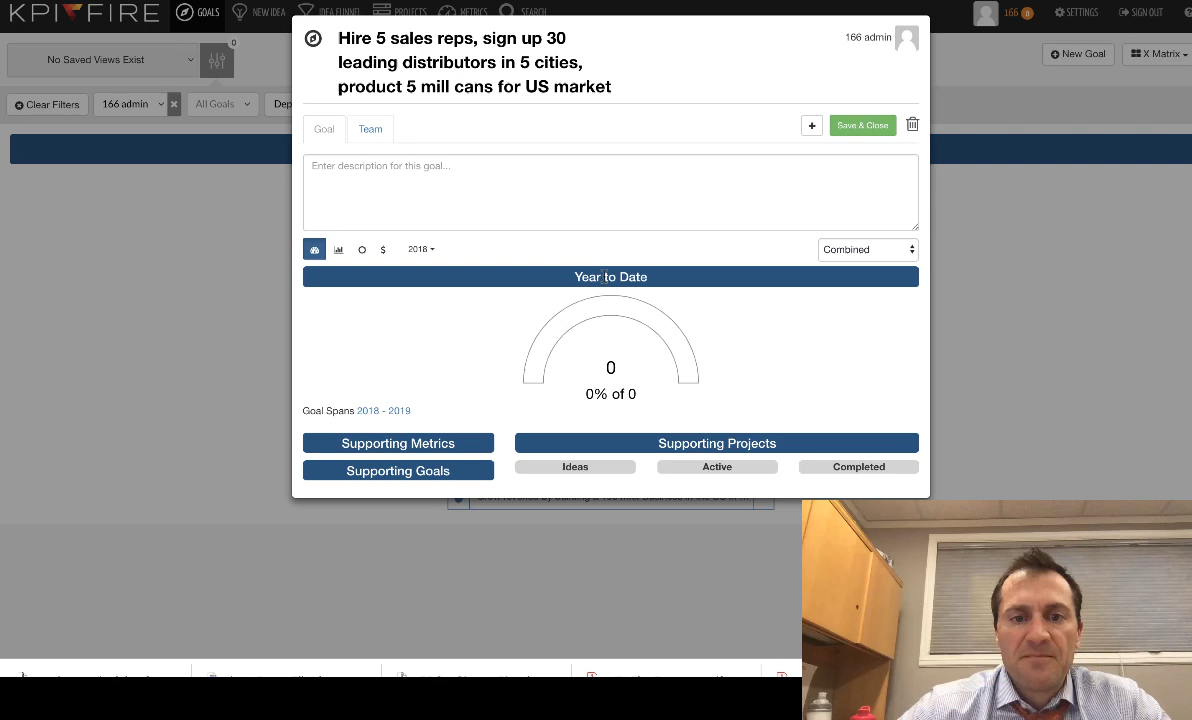 KPI FIRE
GOALS
NEW IDEA
IDEA FUNNEL
PROJECTS
METRICS
SEARCH
166
SETTINGS
SIGN OUT
No Saved Views Exist
0
New Goal
X Matrix
Clear Filters
166 admin
All Goals
Dep
Hire 5 sales reps, sign up 30
leading distributors in 5 cities,
product 5 mill cans for US market
166 admin
Goal
Team
+
Save & Close
Enter description for this goal...
$
2018
Combined
Year to Date
0
0% of 0
Goal Spans 2018 - 2019
Supporting Metrics
Supporting Projects
Supporting Goals
Ideas
Active
Completed